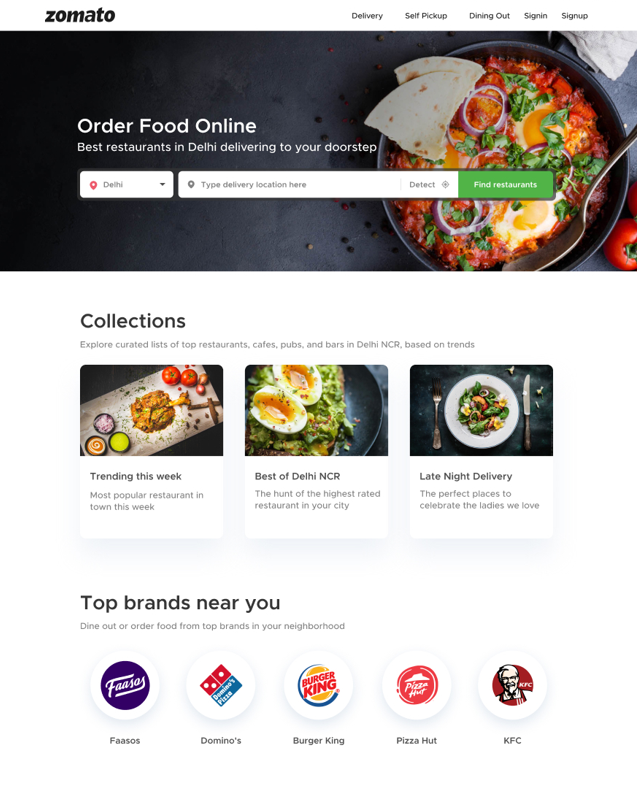 zomato
Delivery Self Pickup Dining Out Signin Signup
Order Food Online
Best restaurants in Delhi delivering to your doorstep
Delhi Type delivery location here Detect Find restaurants
Collections
Explore curated lists of top restaurants, cafes, pubs, and bars in Delhi NCR, based on trends
Trending this week
Most popular restaurant in
town this week
Best of Delhi NCR
The hunt of the highest rated
restaurant in your city
Late Night Delivery
The perfect places to
celebrate the ladies we love
Top brands near you
Dine out or order food from top brands in your neighborhood
Faasos
Domino's
Pizza
BURGER
KING
Pizza
Hut
KFC
Faasos Domino's Burger King Pizza Hut KFC